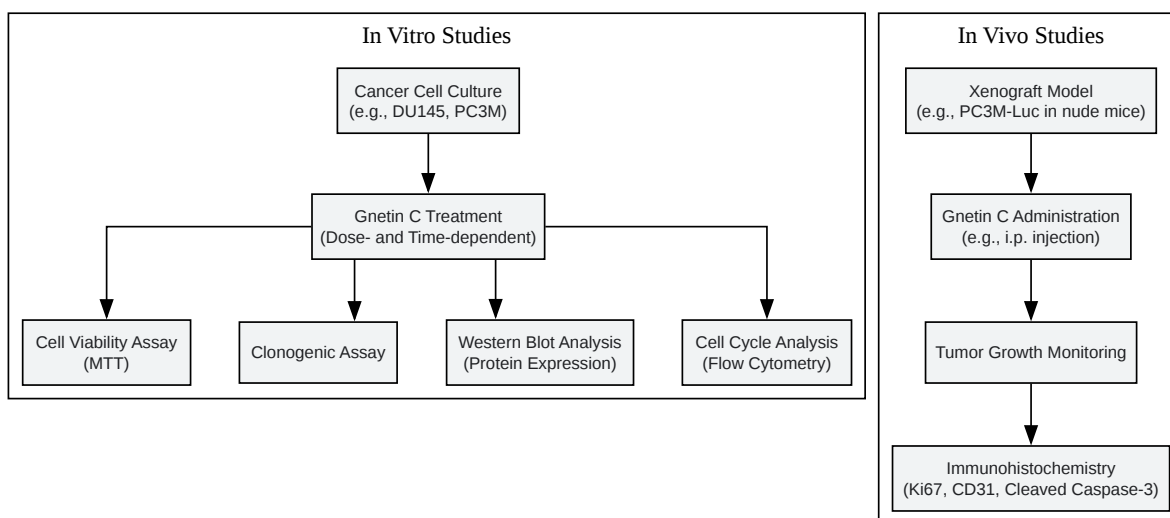 In Vitro Studies
Cancer Cell Culture
(e.g., DU145, PC3M)
Gnetin C Treatment
(Dose- and Time-dependent)
Cell Viability Assay
(MTT)
Clonogenic Assay
Western Blot Analysis
(Protein Expression)
Cell Cycle Analysis
(Flow Cytometry)
In Vivo Studies
Xenograft Model
(e.g., PC3M-Luc in nude mice)
Gnetin C Administration
(e.g., i.p. injection)
Tumor Growth Monitoring
Immunohistochemistry
(Ki67, CD31, Cleaved Caspase-3)